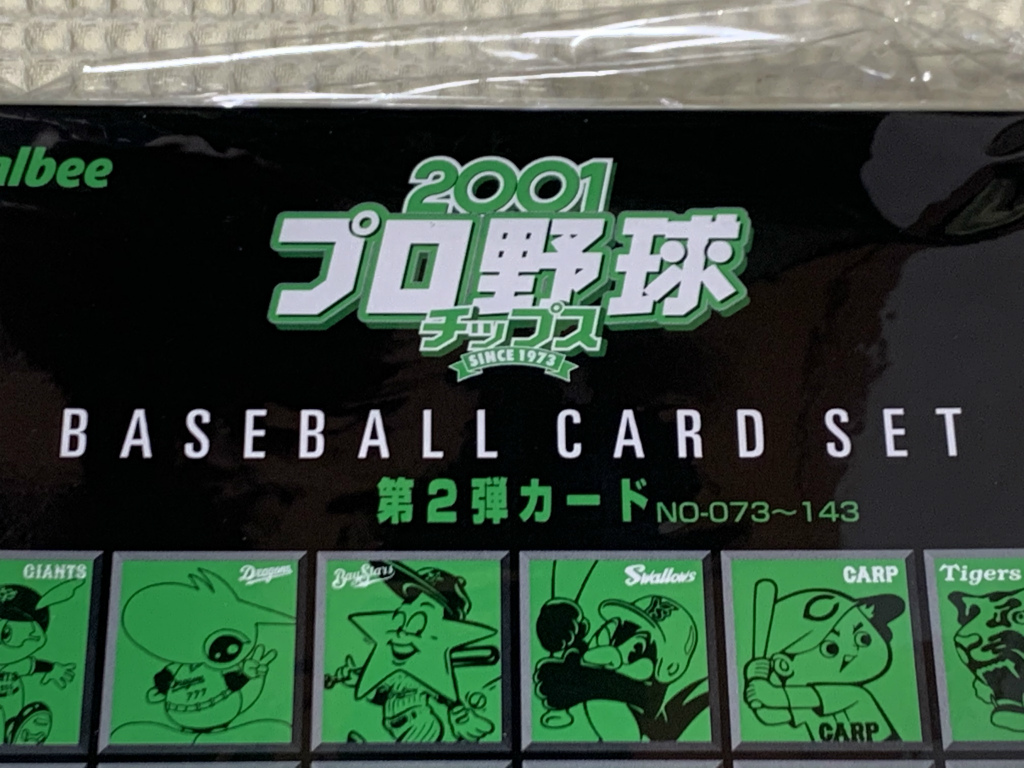 albee
2001
プロ野球
チップス
SINCE 1973
BASEBALL CARD SET
第2弾カード NO-073~143
GIANTS
Dragons
777
BayStars
Swallows
CARP
CARP
Tigers